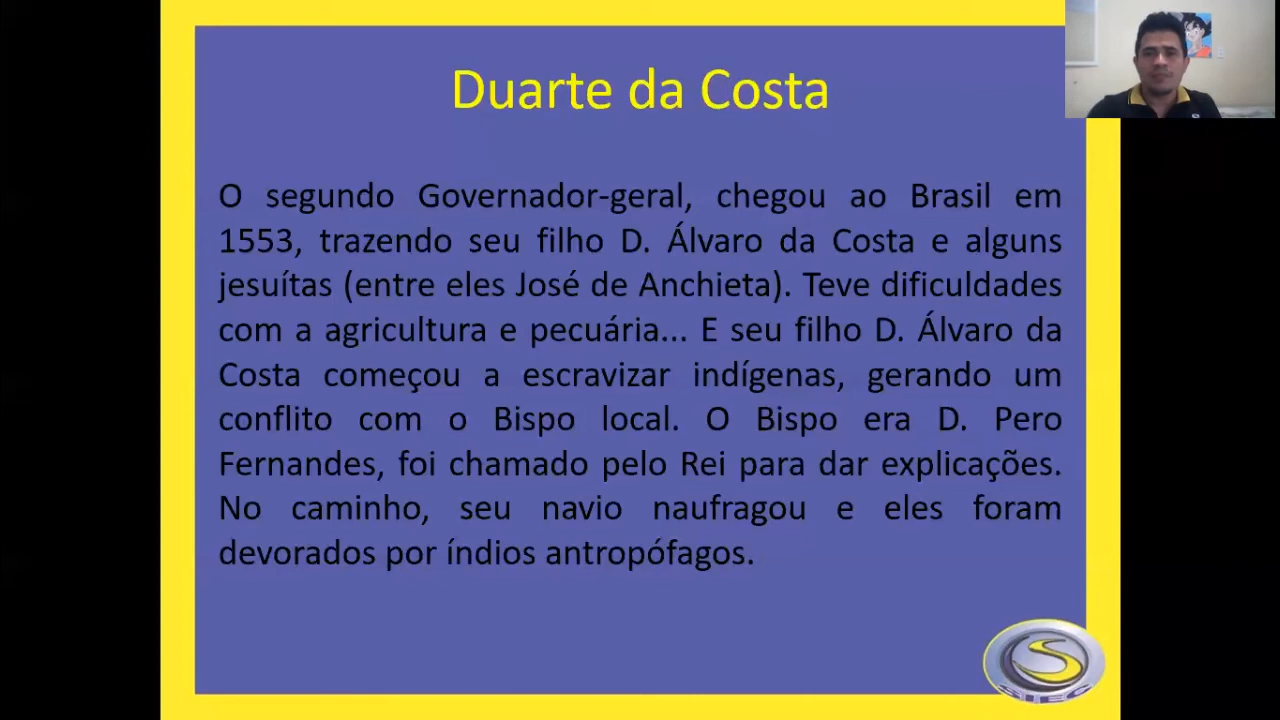 Duarte da Costa
O segundo Governador-geral, chegou ao Brasil em
1553, trazendo seu filho D. Álvaro da Costa e alguns
jesuítas (entre eles José de Anchieta). Teve dificuldades
com a agricultura e pecuária... E seu filho D. Álvaro da
Costa começou a escravizar indígenas, gerando um
conflito com o Bispo local. O Bispo era D. Pero
Fernandes, foi chamado pelo Rei para dar explicações.
No caminho, seu navio naufragou e eles foram
devorados por índios antropófagos.